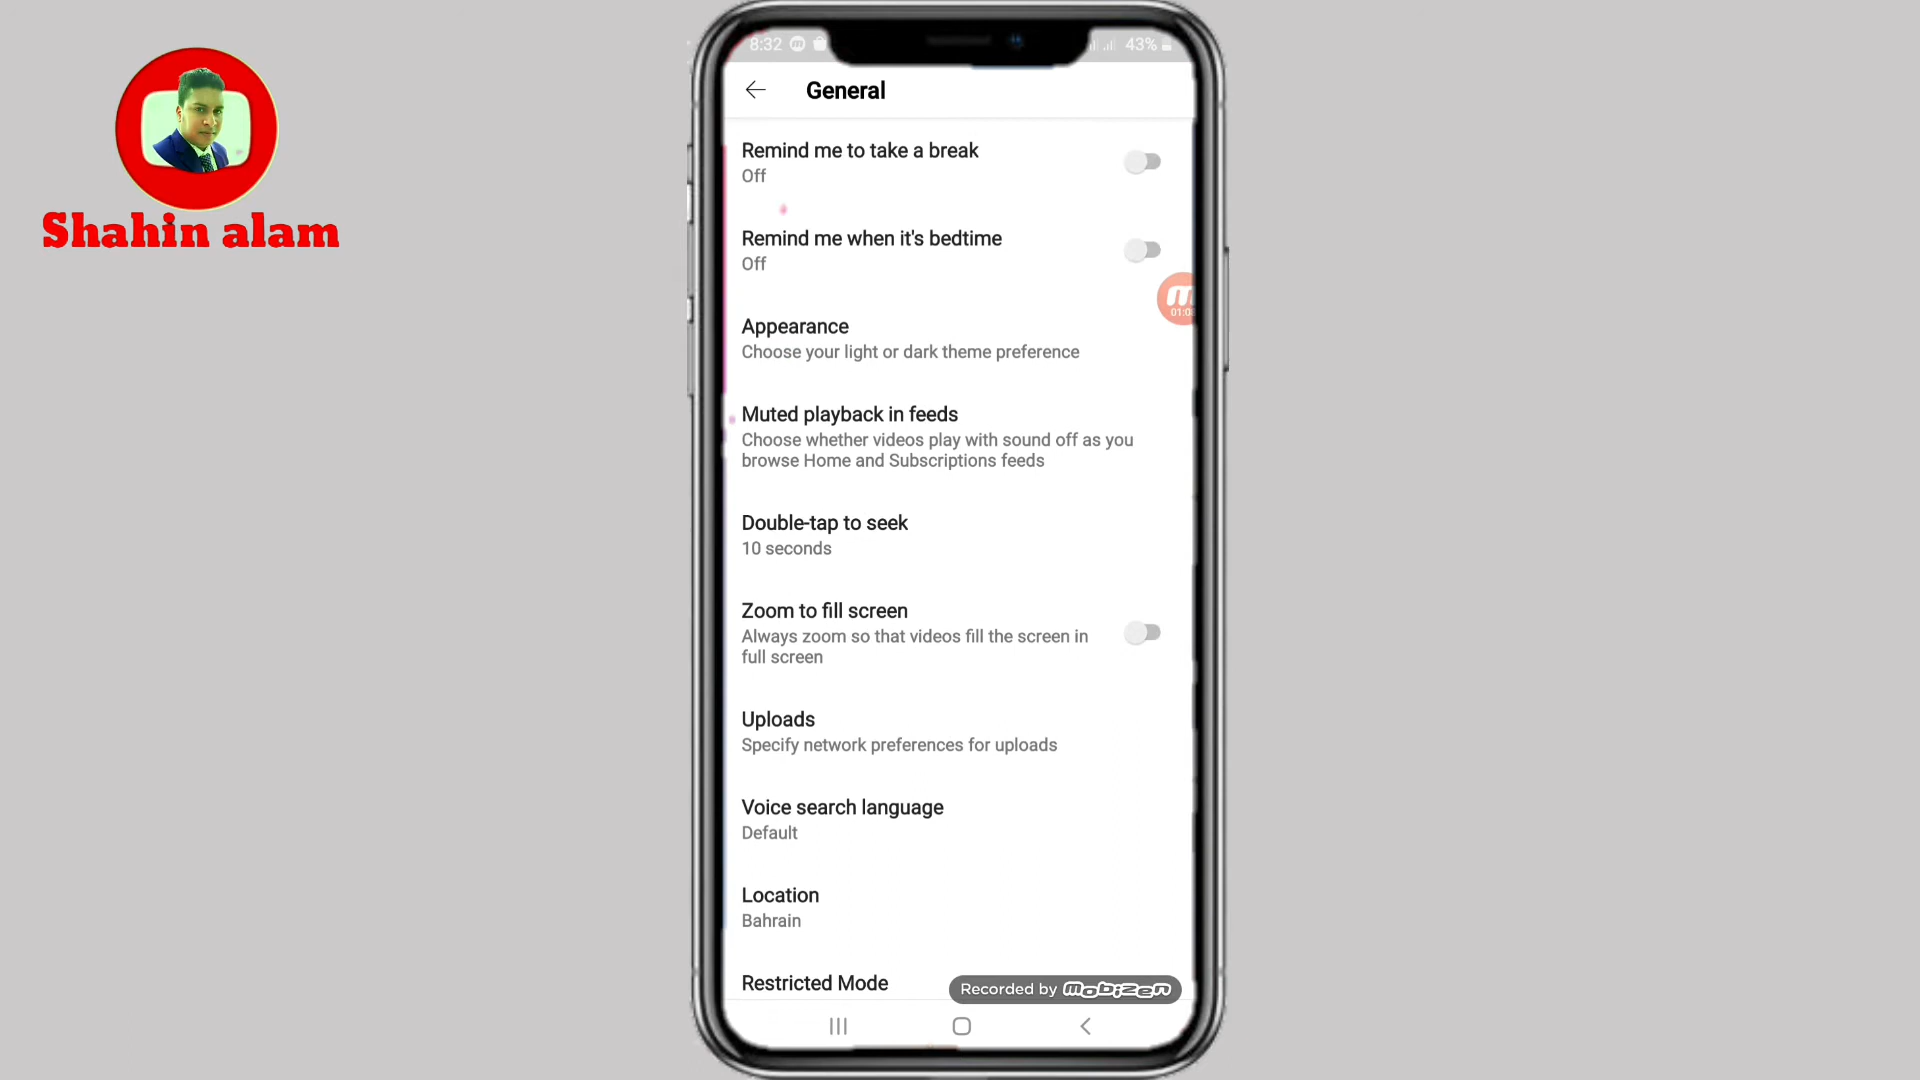 8:32
43%
General
Shahin alam
Remind me to take a break
Off
Remind me when it's bedtime
Off
Appearance
Choose your light or dark theme preference
Muted playback in feeds
Choose whether videos play with sound off as you
browse Home and Subscriptions feeds
Double-tap to seek
10 seconds
Zoom to fill screen
Always zoom so that videos fill the screen in
full screen
Uploads
Specify network preferences for uploads
Voice search language
Default
Location
Bahrain
Restricted Mode
Recorded by mobizen